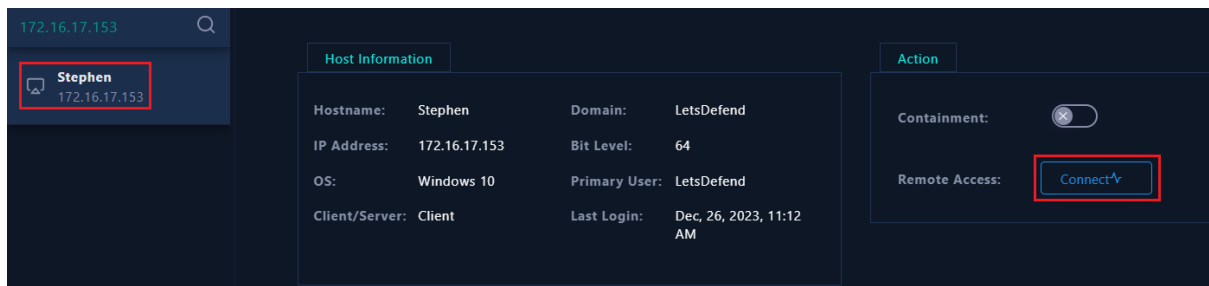 172.16.17.153
Stephen
172.16.17.153
Host Information
Hostname: Stephen Domain: LetsDefend
IP Address: 172.16.17.153 Bit Level: 64
OS: Windows 10 Primary User: LetsDefend
Client/Server: Client Last Login: Dec, 26, 2023, 11:12
AM
Action
Containment:
Remote Access: Connect